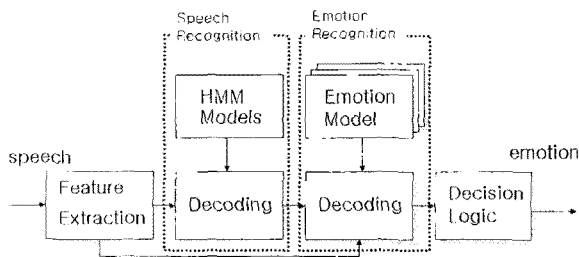 Speech
Recognition
Emotion
Recognition
HMM
Models
Emotion
Model
speech
emotion
Feature
Extraction
Decoding
Decoding
Decision
Logic